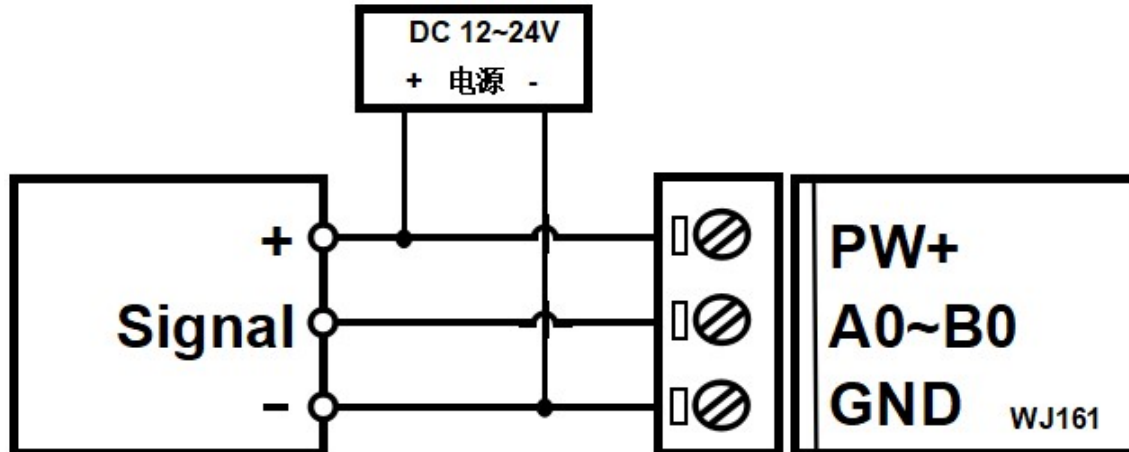 DC 12~24V
+ 电源 -
+
Signal
-
PW+
A0~B0
GND
WJ161